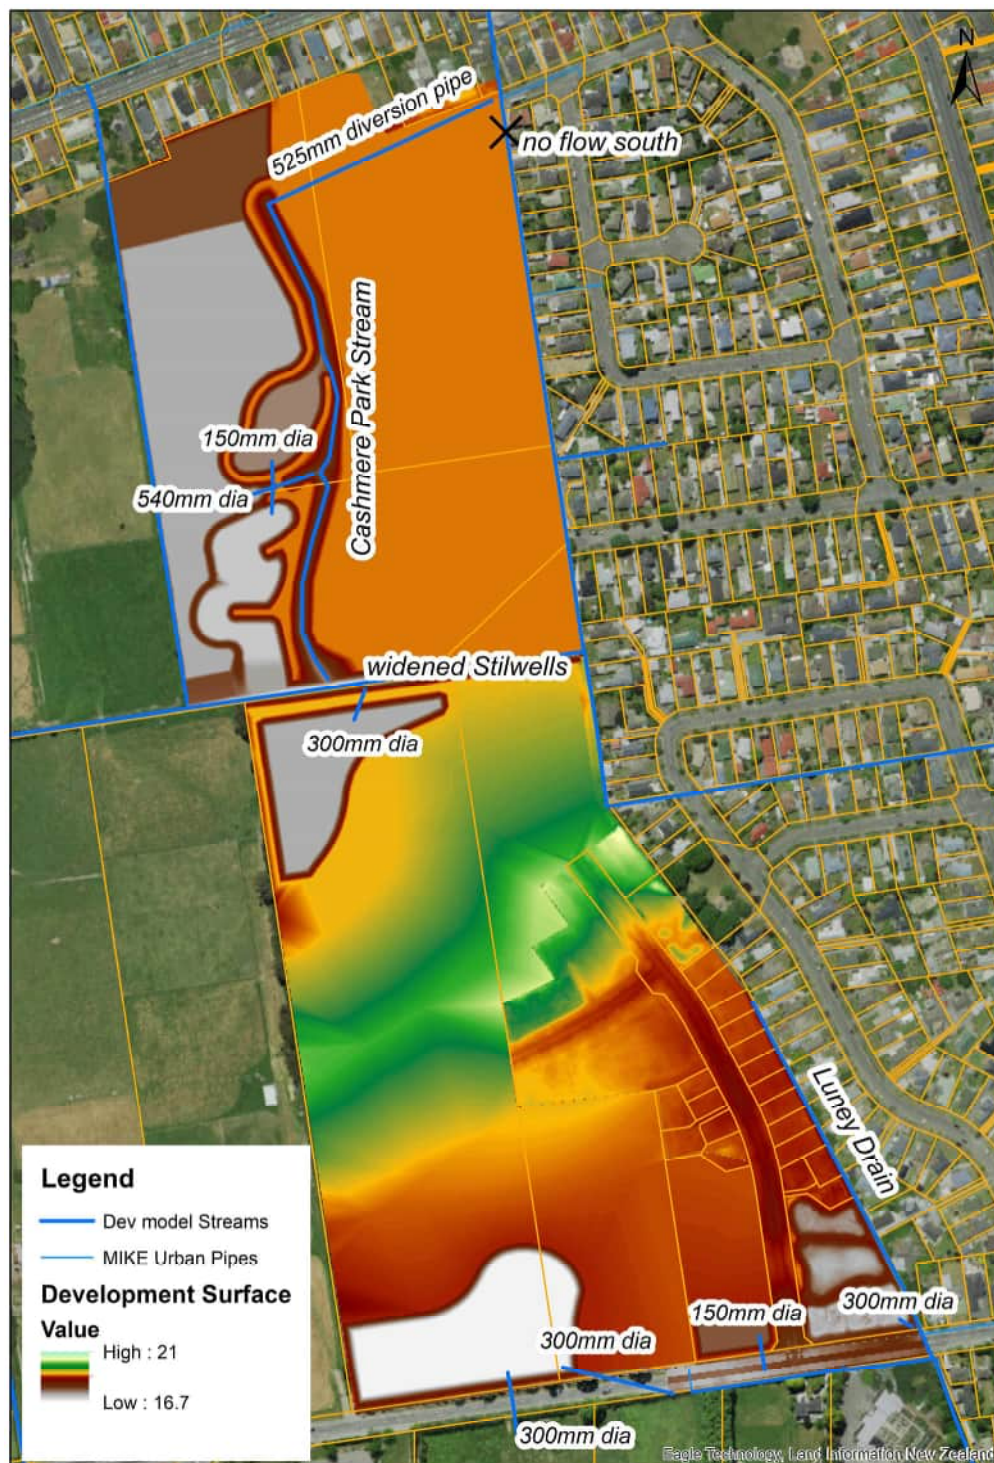 N
525mm diversion pipe
no flow south
Cashmere Park Stream
150mm dia
540mm dia
widened Stilwells
300mm dia
Luney Drain
300mm dia
150mm dia
300mm dia
300mm dia
Legend
Dev model Streams
MIKE Urban Pipes
Development Surface
Value
High : 21
Low : 16.7
Eagle Technology, Land Information New Zealand